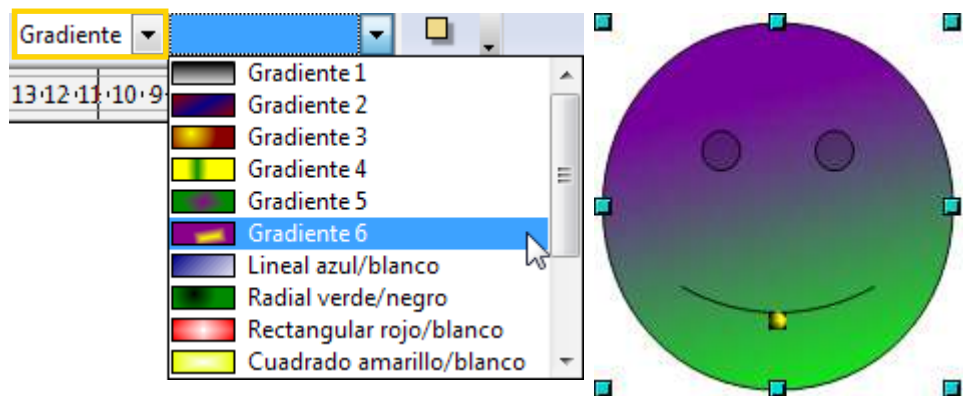 Gradiente
13·12·11·10·9·
Gradiente 1
Gradiente 2
Gradiente 3
Gradiente 4
Gradiente 5
Gradiente 6
Lineal azul/blanco
Radial verde/negro
Rectangular rojo/blanco
Cuadrado amarillo/blanco